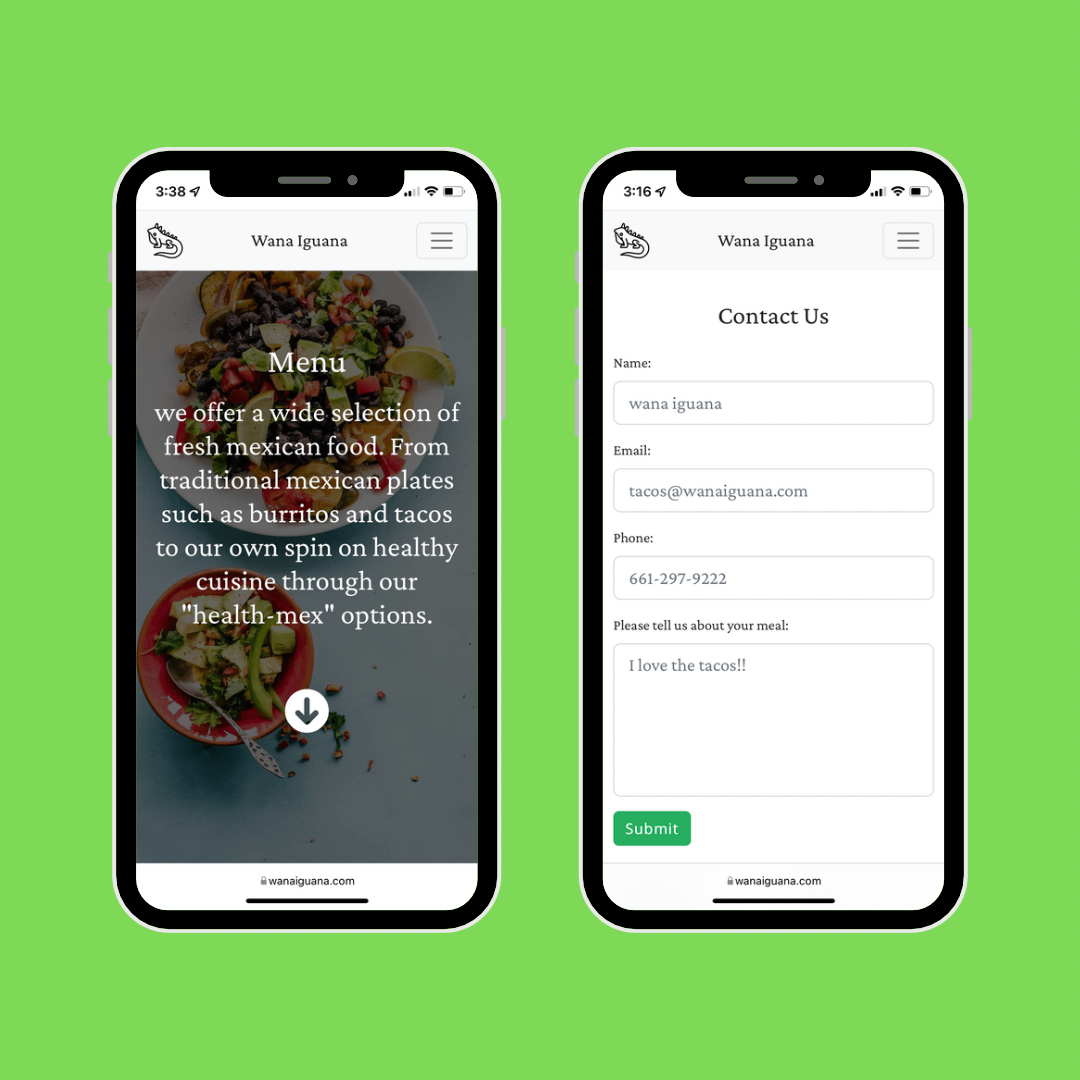 3:38
Wana Iguana
Menu
we offer a wide selection of
fresh mexican food. From
traditional mexican plates
such as burritos and tacos
to our own spin on healthy
cuisine through our
"health-mex" options.
wanaiguana.com
3:16
Wana Iguana
Contact Us
Name:
wana iguana
Email:
tacos@wanaiguana.com
Phone:
661-297-9222
Please tell us about your meal:
I love the tacos!!
Submit
wanaiguana.com